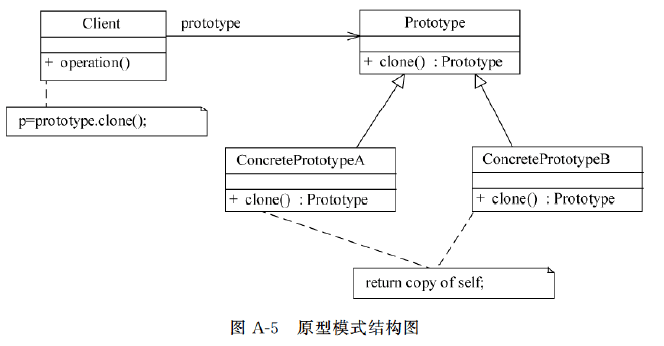 Client
prototype
Prototype
+ operation()
+ clone() : Prototype
p=prototype.clone();
ConcretePrototypeA
ConcretePrototypeB
+ clone() : Prototype
+ clone() : Prototype
return copy of self;
图 A-5 原型模式结构图